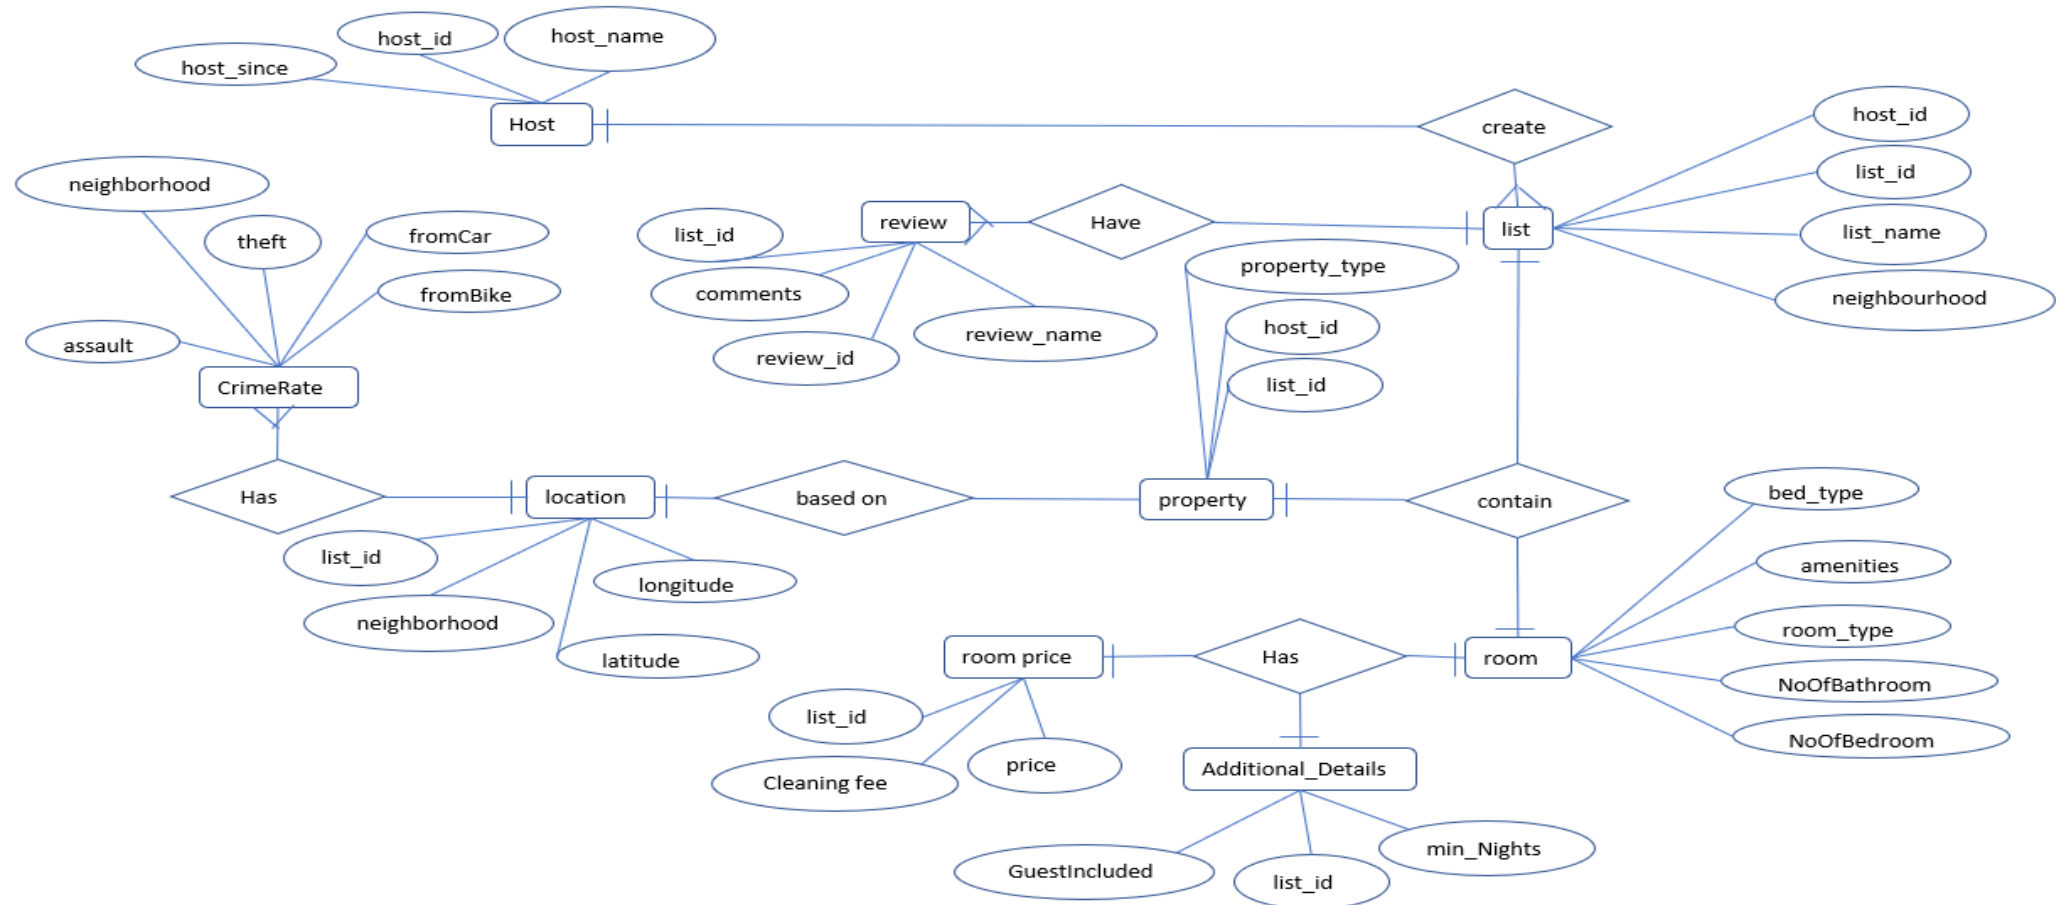 host_since
host_id
host_name
Host
create
host_id
list_id
list_name
neighbourhood
list
neighborhood
theft
fromCar
fromBike
assault
CrimeRate
review
Have
list_id
comments
review_id
review_name
property_type
host_id
list_id
Has
location
based on
property
contain
list_id
neighborhood
longitude
latitude
bed_type
amenities
room_type
NoOfBathroom
NoOfBedroom
room price
Has
room
list_id
Cleaning fee
price
Additional_Details
GuestIncluded
list_id
min_Nights